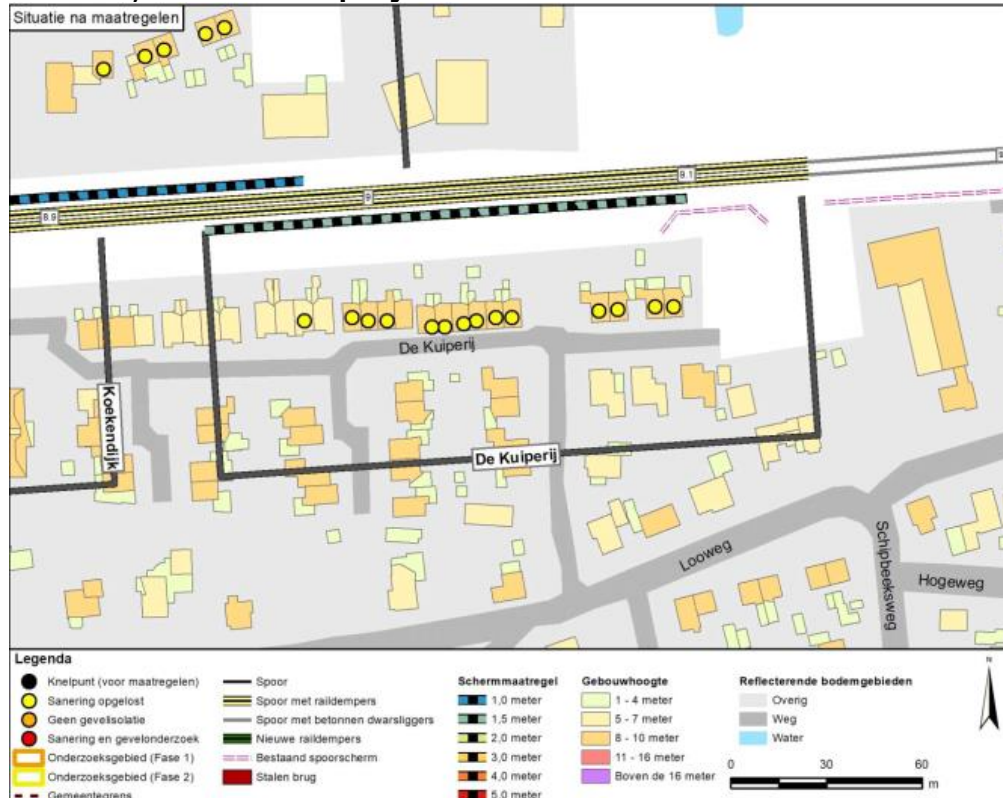 Situatie na maatregelen
8.9
9
9.1
De Kuiperij
Koekendijk
De Kuiperij
Looweg
Schipbeeksweg
Hogeweg
Legenda
Knelpunt (voor maatregelen)
Sanering opgelost
Geen gevelisolatie
Sanering en gevelonderzoek
Onderzoeksgebied (Fase 1)
Onderzoeksgebied (Fase 2)
Gemeentegrens
Spoor
Spoor met raildempers
Spoor met betonnen dwarsliggers
Nieuwe raildempers
Bestaand spoorscherm
Stalen brug
Schermmaatregel
1,0 meter
1,5 meter
2,0 meter
3,0 meter
4,0 meter
5,0 meter
Gebouwhoogte
1 - 4 meter
5 - 7 meter
8 - 10 meter
11 - 16 meter
Boven de 16 meter
Reflecterende bodemgebieden
Overig
Weg
Water
N
0 30 60
m